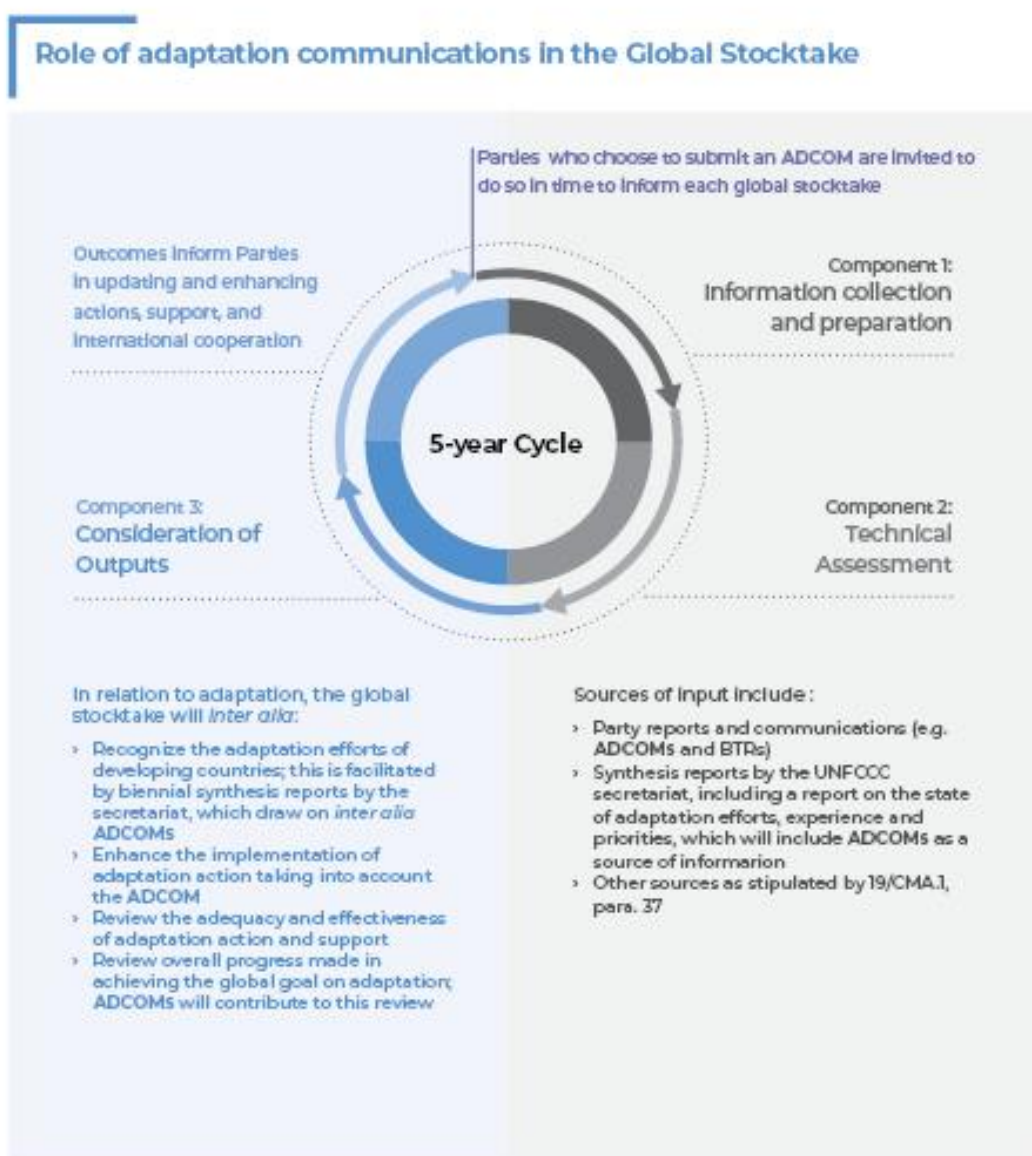 Role of adaptation communications in the Global Stocktake
Parties who choose to submit an ADCOM are invited to
do so in time to inform each global stocktake
Outcomes inform Parties
in updating and enhancing
actions, support, and
international cooperation
Component 1:
Information collection
and preparation
5-year Cycle
Component 3:
Consideration of
Outputs
Component 2:
Technical
Assessment
In relation to adaptation, the global
stocktake will inter alia:
› Recognize the adaptation efforts of
developing countries; this is facilitated
by biennial synthesis reports by the
secretariat, which draw on inter alia
ADCOMs
› Enhance the implementation of
adaptation action taking into account
the ADCOM
› Review the adequacy and effectiveness
of adaptation action and support
› Review overall progress made in
achieving the global goal on adaptation;
ADCOMs will contribute to this review
Sources of input include :
› Party reports and communications (e.g.
ADCOMs and BTRs)
› Synthesis reports by the UNFCCC
secretariat, including a report on the state
of adaptation efforts, experience and
priorities, which will include ADCOMs as a
source of informarion
› Other sources as stipulated by 19/CMA.1,
para. 37